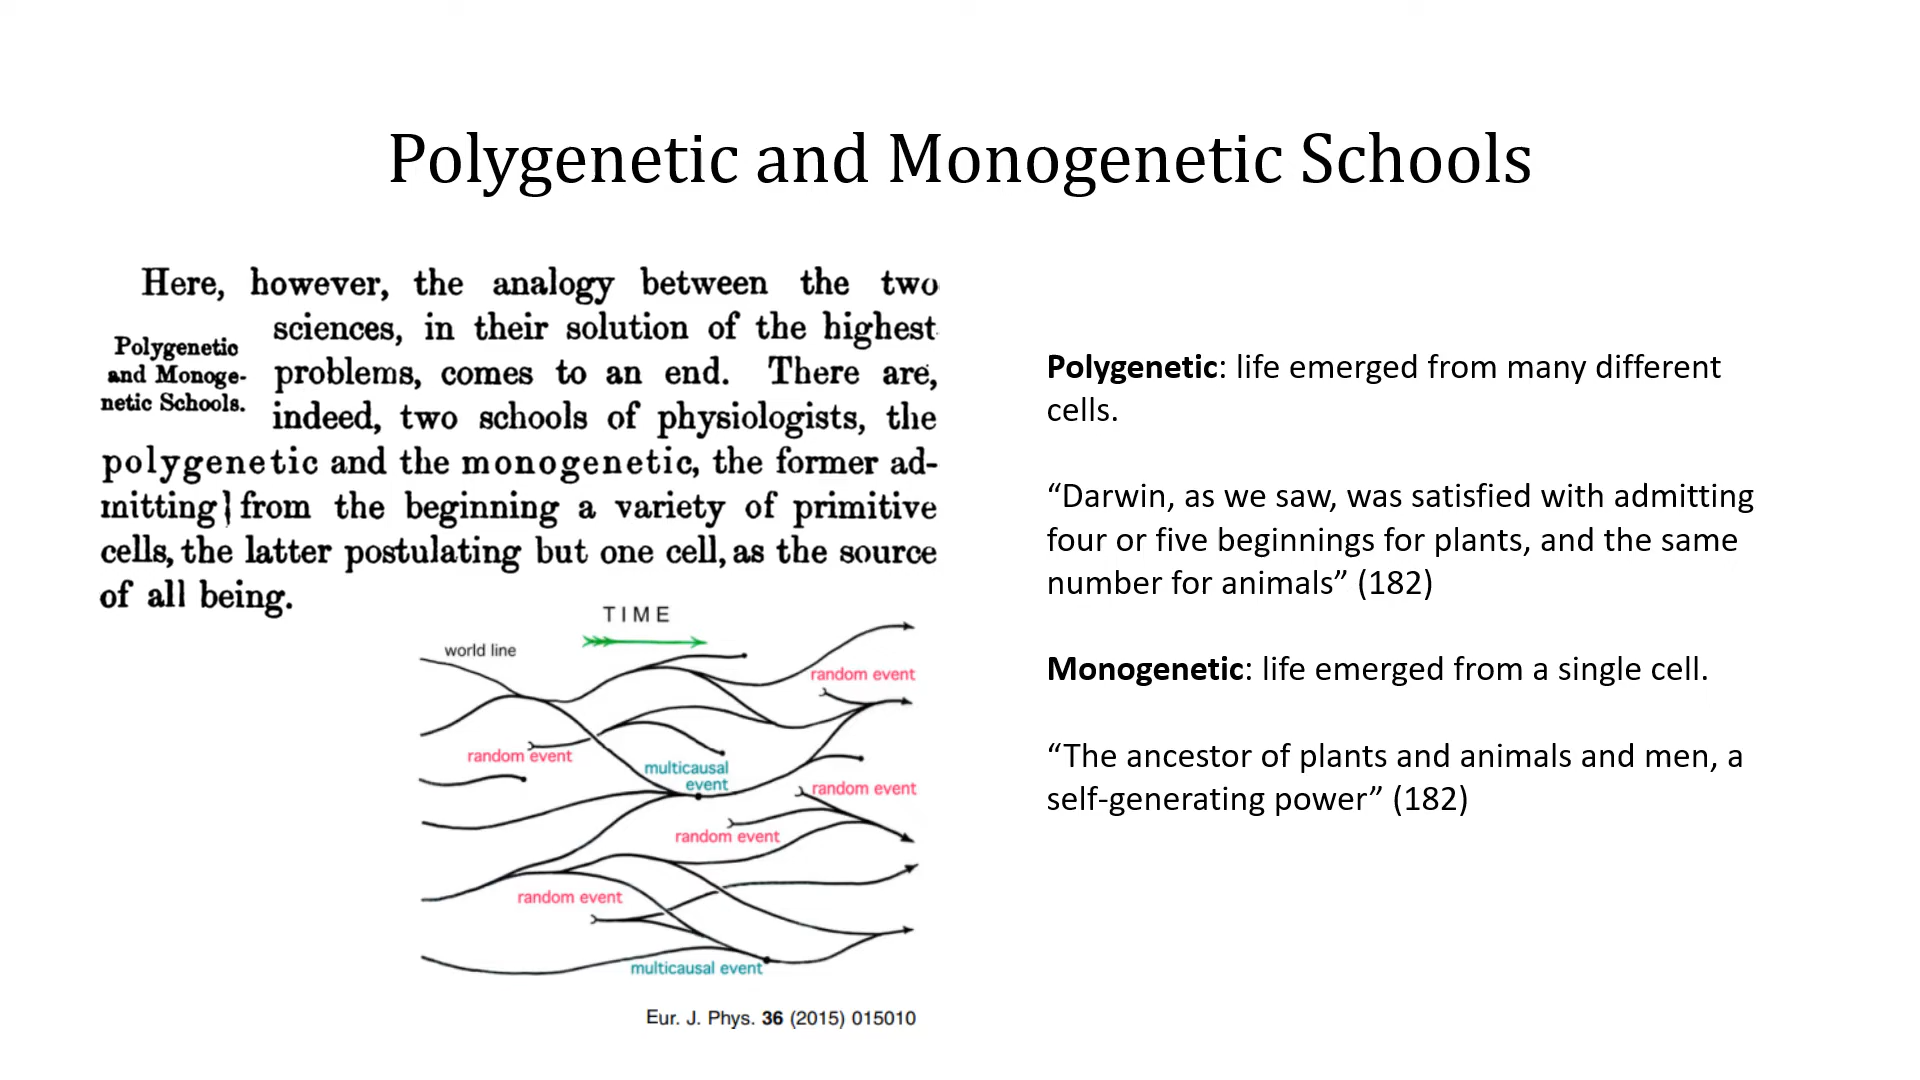 Polygenetic and Monogenetic Schools
Here, however, the analogy between the two
sciences, in their solution of the highest
Polygenetic
and Monoge-
netic Schools.
problems, comes to an end. There are,
indeed, two schools of physiologists, the
polygenetic and the monogenetic, the former ad-
mitting] from the beginning a variety of primitive
cells, the latter postulating but one cell, as the source
of all being.
TIME
world line
random event
random event
multicausal
event
random event
random event
random event
multicausal event
Eur. J. Phys. 36 (2015) 015010
Polygenetic: life emerged from many different
cells.
“Darwin, as we saw, was satisfied with admitting
four or five beginnings for plants, and the same
number for animals” (182)
Monogenetic: life emerged from a single cell.
“The ancestor of plants and animals and men, a
self-generating power” (182)